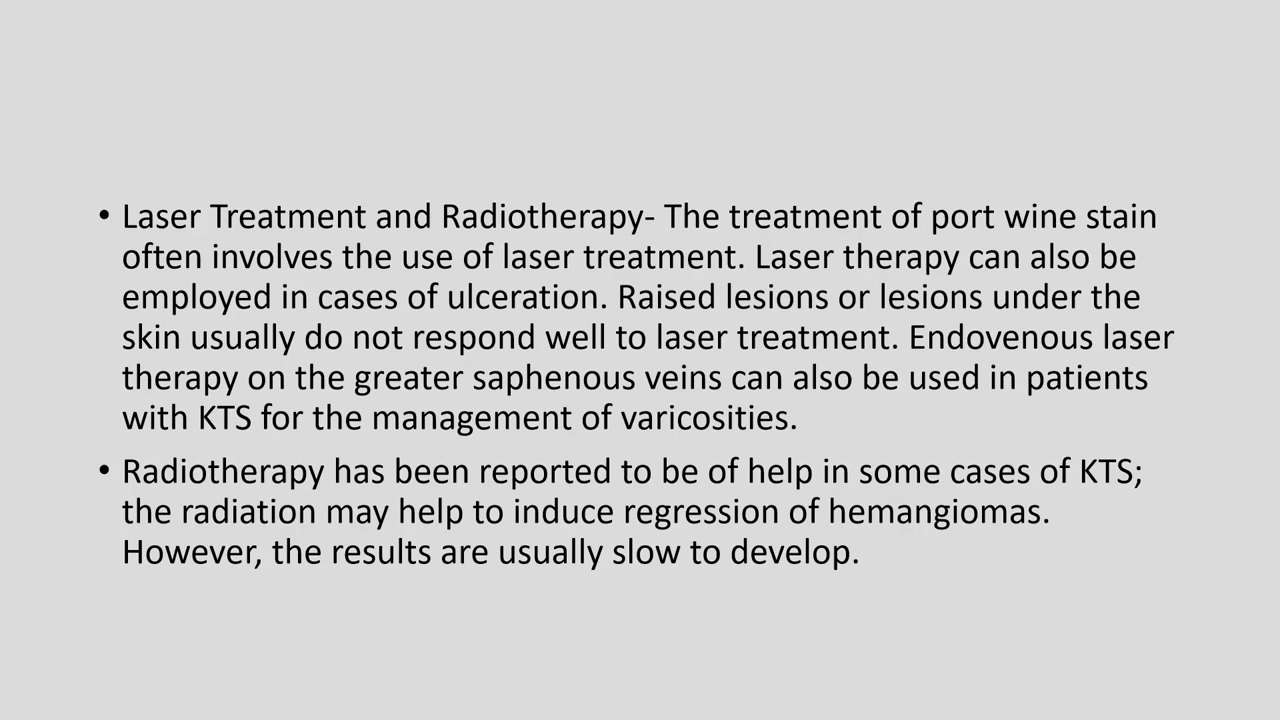 • Laser Treatment and Radiotherapy- The treatment of port wine stain
often involves the use of laser treatment. Laser therapy can also be
employed in cases of ulceration. Raised lesions or lesions under the
skin usually do not respond well to laser treatment. Endovenous laser
therapy on the greater saphenous veins can also be used in patients
with KTS for the management of varicosities.
• Radiotherapy has been reported to be of help in some cases of KTS;
the radiation may help to induce regression of hemangiomas.
However, the results are usually slow to develop.